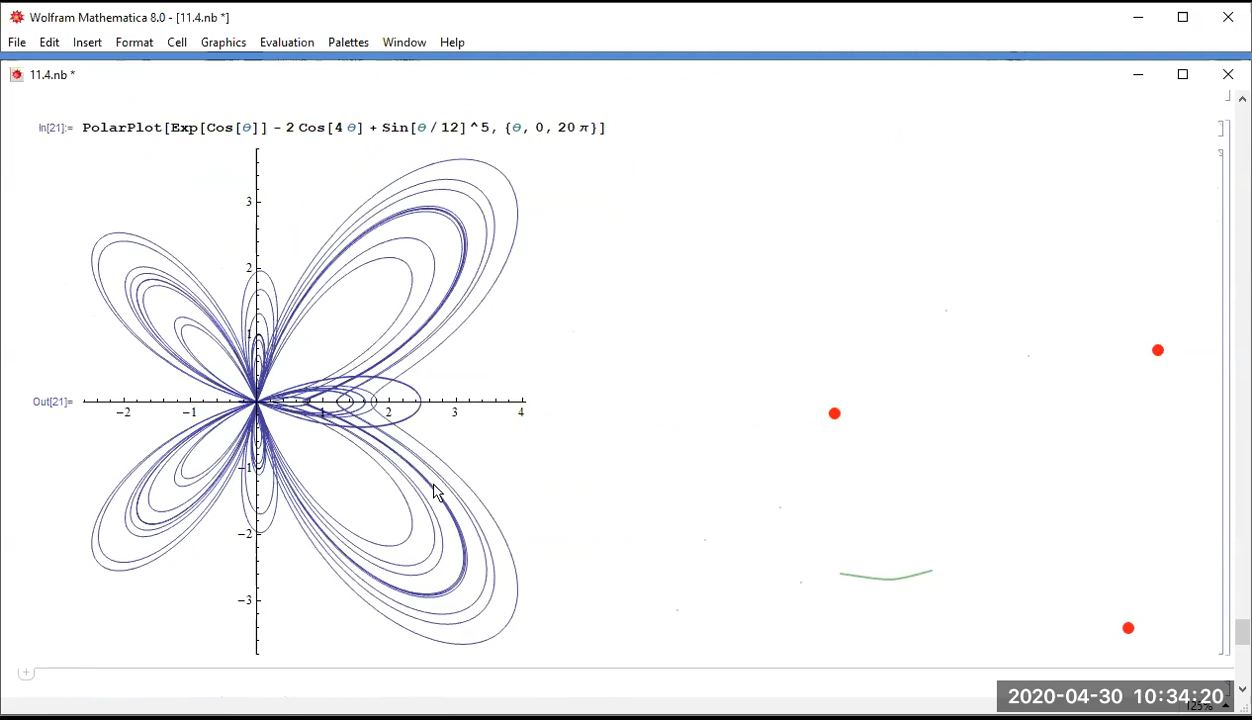 Wolfram Mathematica 8.0 - [11.4.nb *]
File Edit Insert Format Cell Graphics Evaluation Palettes Window Help
11.4.nb *
In[21]:= PolarPlot[Exp[Cos[θ]] - 2 Cos[4 θ] + Sin[θ / 12] ^ 5, {θ, 0, 20 π}]
3
2
1
Out[21]=
-2 -1 1 2 3 4
-1
-2
-3
2020-04-30 10:34:20
125%